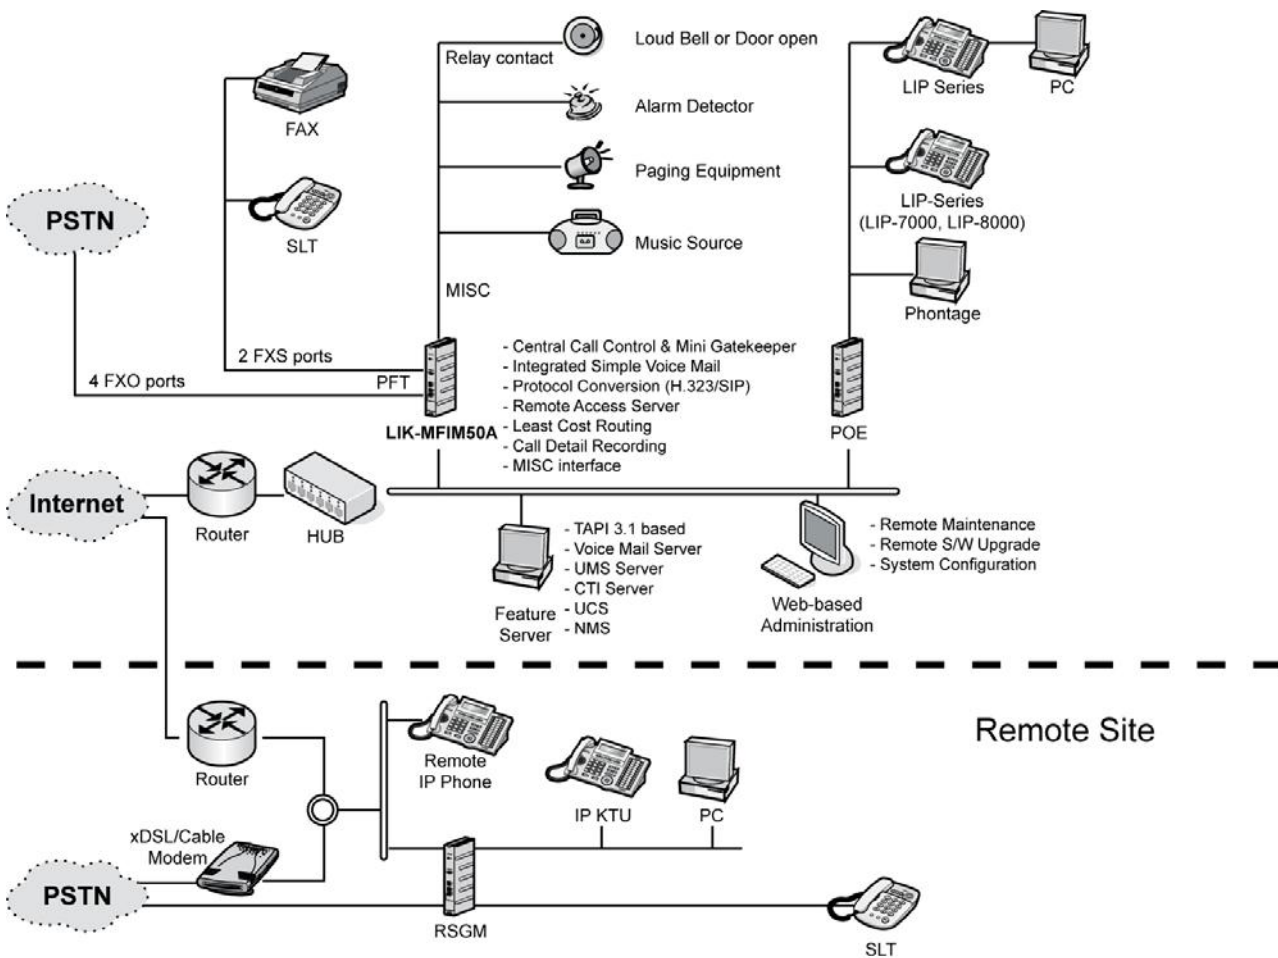 Relay contact
Loud Bell or Door open
LIP Series
PC
FAX
Alarm Detector
Paging Equipment
LIP-Series
(LIP-7000, LIP-8000)
PSTN
SLT
Music Source
MISC
Phontage
2 FXS ports
4 FXO ports
PFT
LIK-MFIM50A
- Central Call Control & Mini Gatekeeper
- Integrated Simple Voice Mail
- Protocol Conversion (H.323/SIP)
- Remote Access Server
- Least Cost Routing
- Call Detail Recording
- MISC interface
POE
Internet
Router
HUB
Feature
Server
- TAPI 3.1 based
- Voice Mail Server
- UMS Server
- CTI Server
- UCS
- NMS
Web-based
Administration
- Remote Maintenance
- Remote S/W Upgrade
- System Configuration
Remote Site
Router
Remote
IP Phone
IP KTU
PC
xDSL/Cable
Modem
PSTN
RSGM
SLT